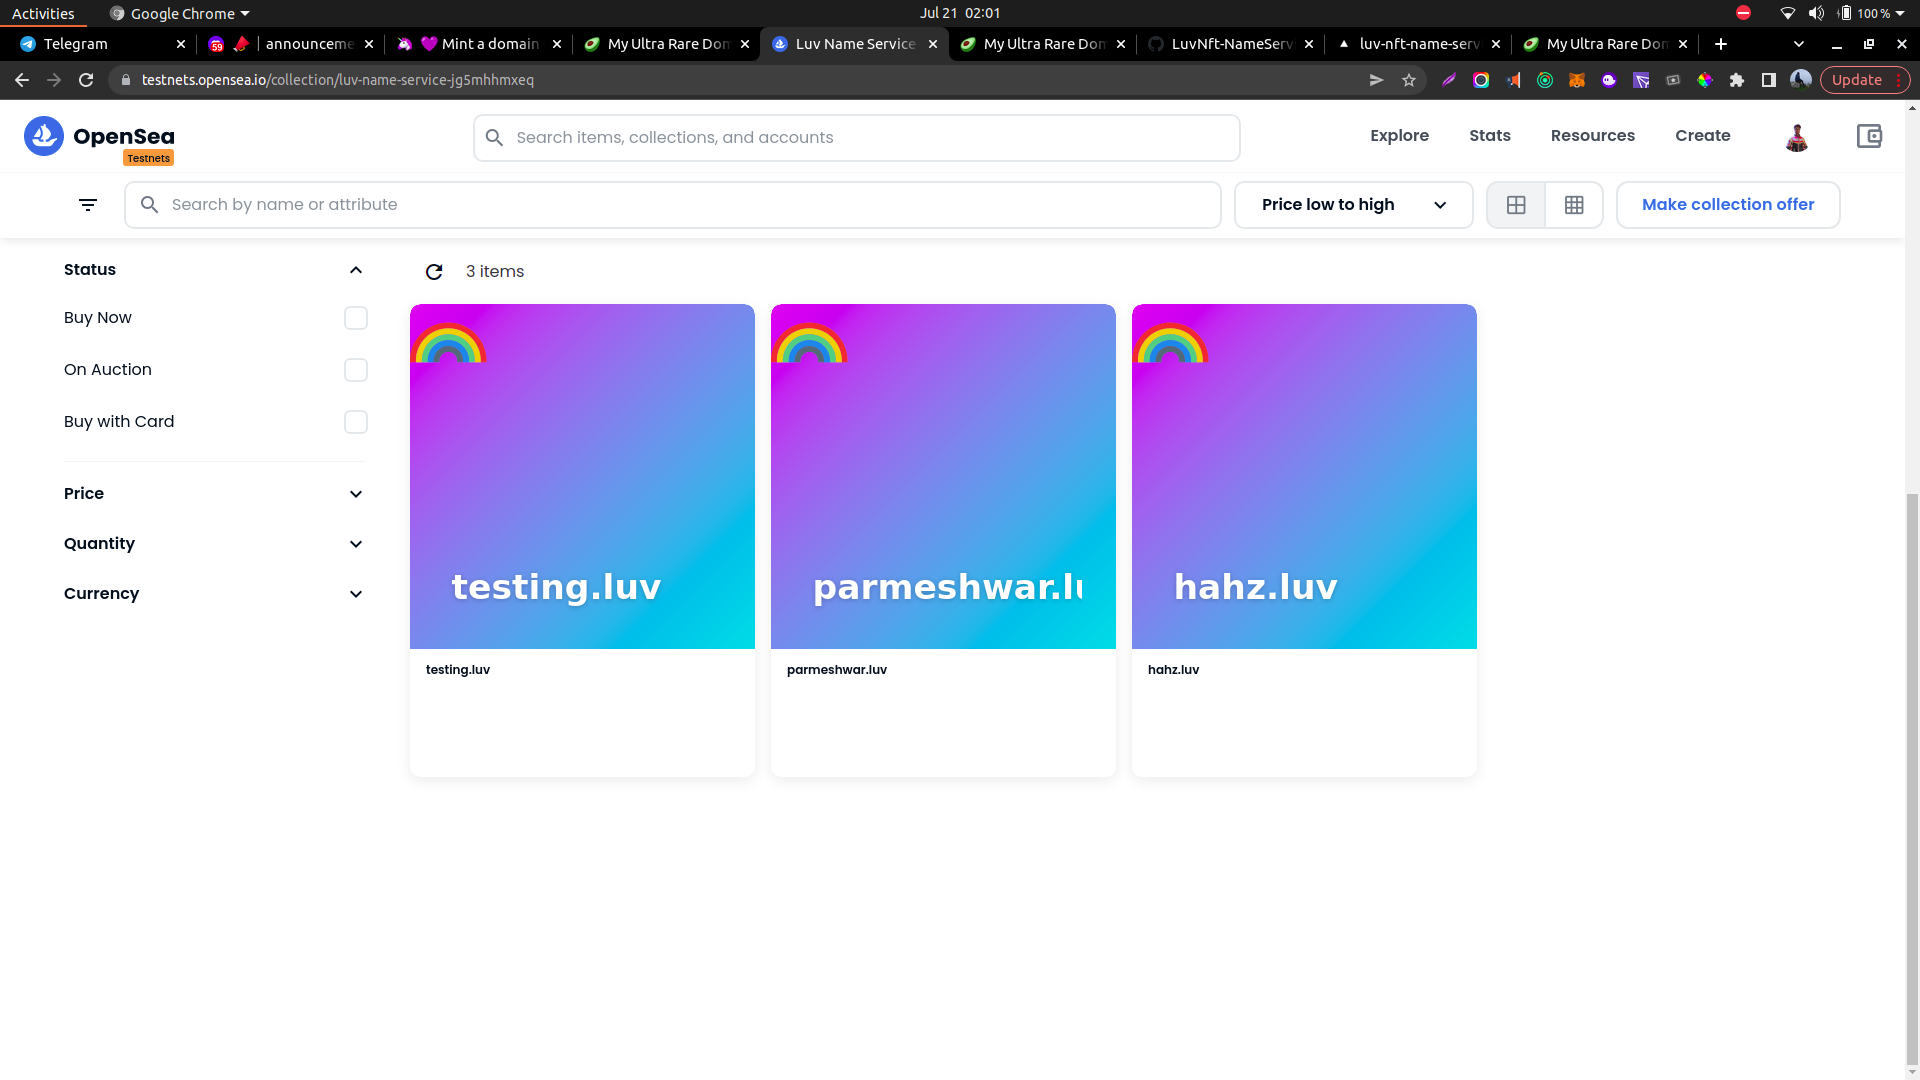 Activities Google Chrome Jul 21 02:01 100 %
Telegram 59 | announceme Mint a domain My Ultra Rare Dom Luv Name Service My Ultra Rare Dom LuvNft-NameServ luv-nft-name-serv My Ultra Rare Dom
testnets.opensea.io/collection/luv-name-service-jg5mhhmxeq Update
OpenSea Search items, collections, and accounts Explore Stats Resources Create
Testnets
Search by name or attribute Price low to high Make collection offer
Status
3 items
Buy Now
On Auction
Buy with Card
Price
Quantity
Currency
testing.luv parmeshwar.lu hahz.luv
testing.luv parmeshwar.luv hahz.luv